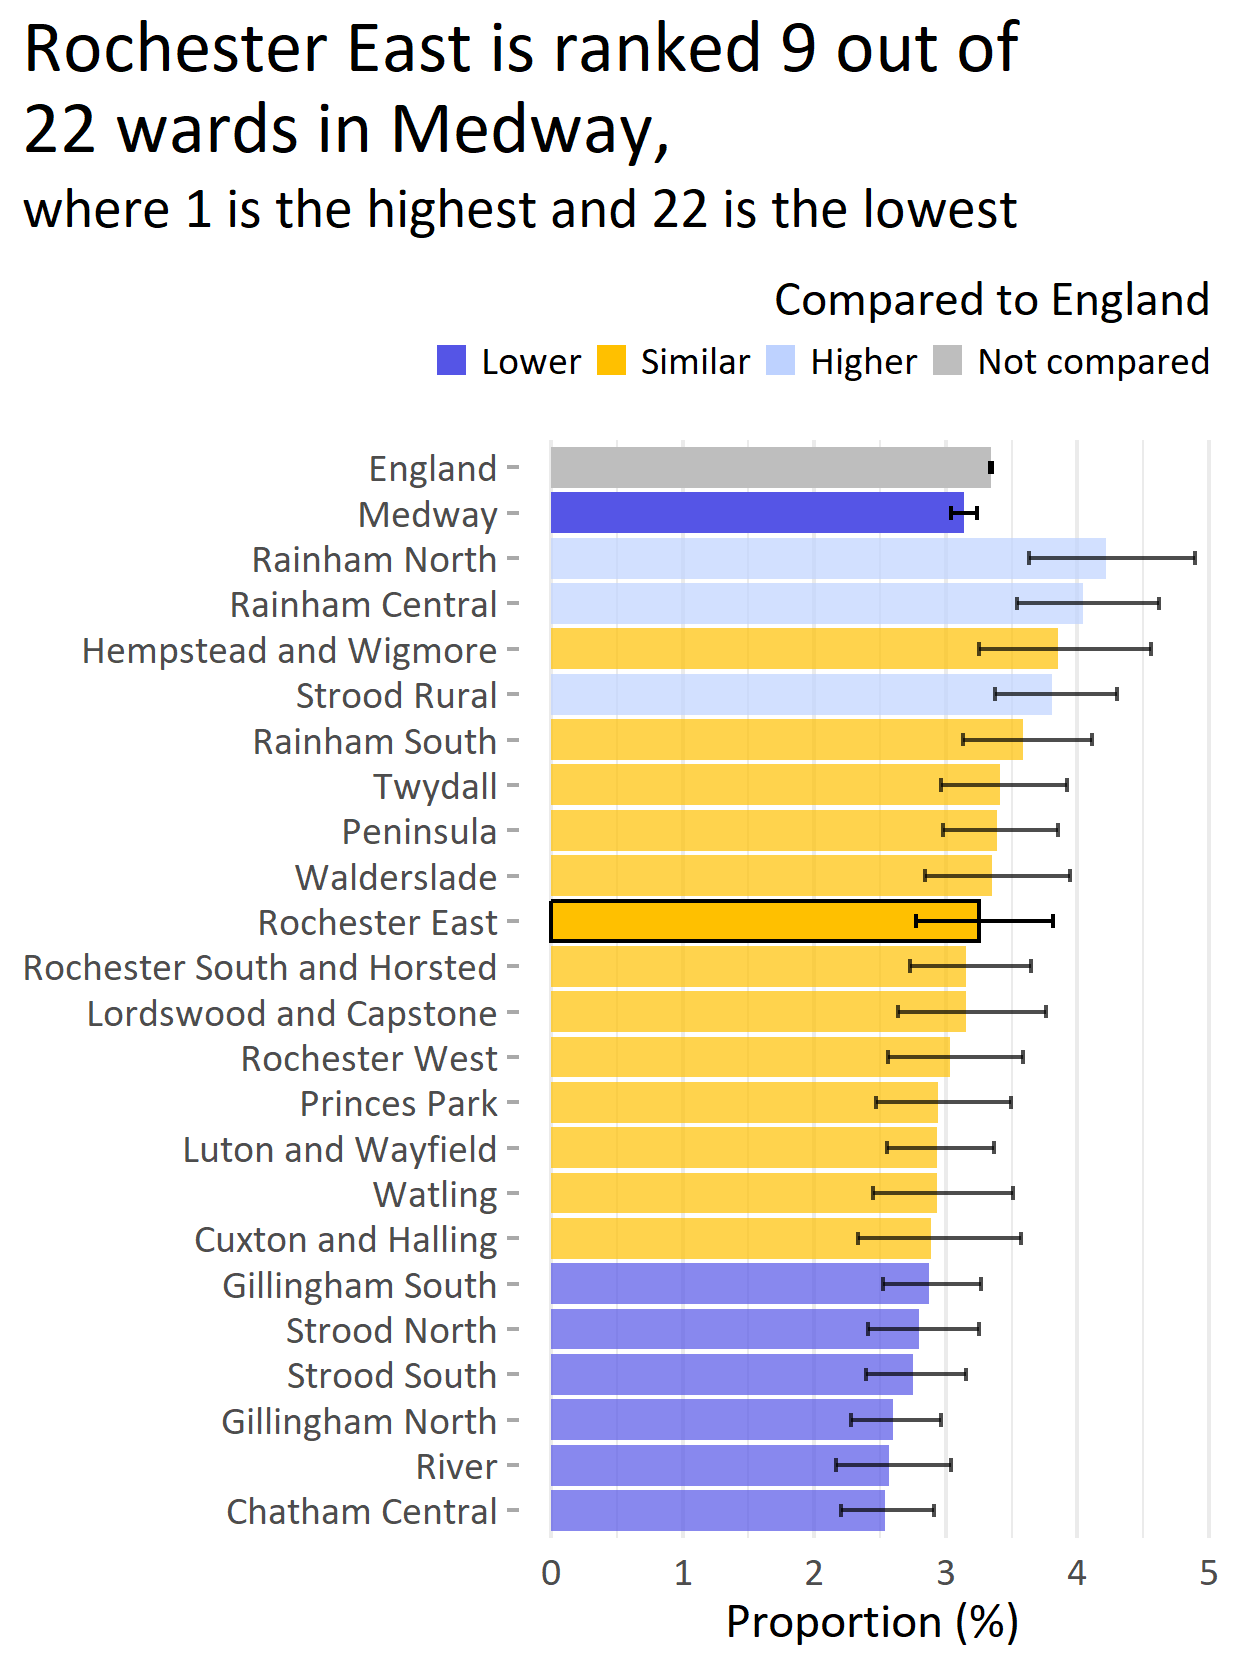 Rochester East is ranked 9 out of
22 wards in Medway,
where 1 is the highest and 22 is the lowest
Compared to England
Lower Similar Higher Not compared
England
Medway
Rainham North
Rainham Central
Hempstead and Wigmore
Strood Rural
Rainham South
Twydall
Peninsula
Walderslade
Rochester East
Rochester South and Horsted
Lordswood and Capstone
Rochester West
Princes Park
Luton and Wayfield
Watling
Cuxton and Halling
Gillingham South
Strood North
Strood South
Gillingham North
River
Chatham Central
0 1 2 3 4 5
Proportion (%)